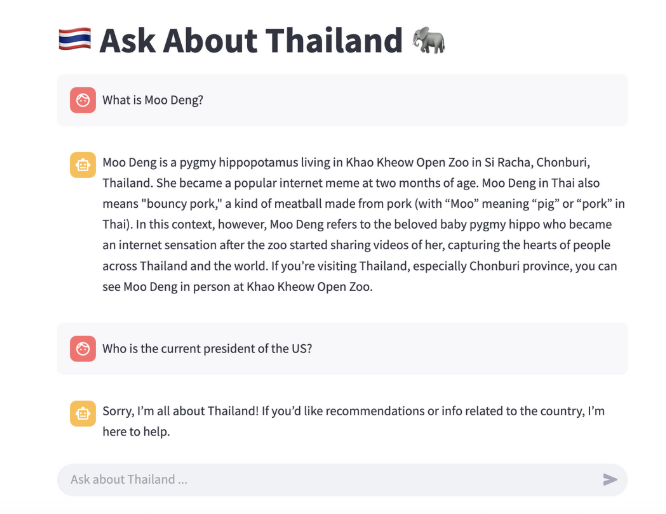 🇹🇭 Ask About Thailand 🐘
What is Moo Deng?
Moo Deng is a pygmy hippopotamus living in Khao Kheow Open Zoo in Si Racha, Chonburi,
Thailand. She became a popular internet meme at two months of age. Moo Deng in Thai also
means "bouncy pork," a kind of meatball made from pork (with “Moo” meaning “pig” or “pork” in
Thai). In this context, however, Moo Deng refers to the beloved baby pygmy hippo who became
an internet sensation after the zoo started sharing videos of her, capturing the hearts of people
across Thailand and the world. If you’re visiting Thailand, especially Chonburi province, you can
see Moo Deng in person at Khao Kheow Open Zoo.
Who is the current president of the US?
Sorry, I’m all about Thailand! If you’d like recommendations or info related to the country, I’m
here to help.
Ask about Thailand ...